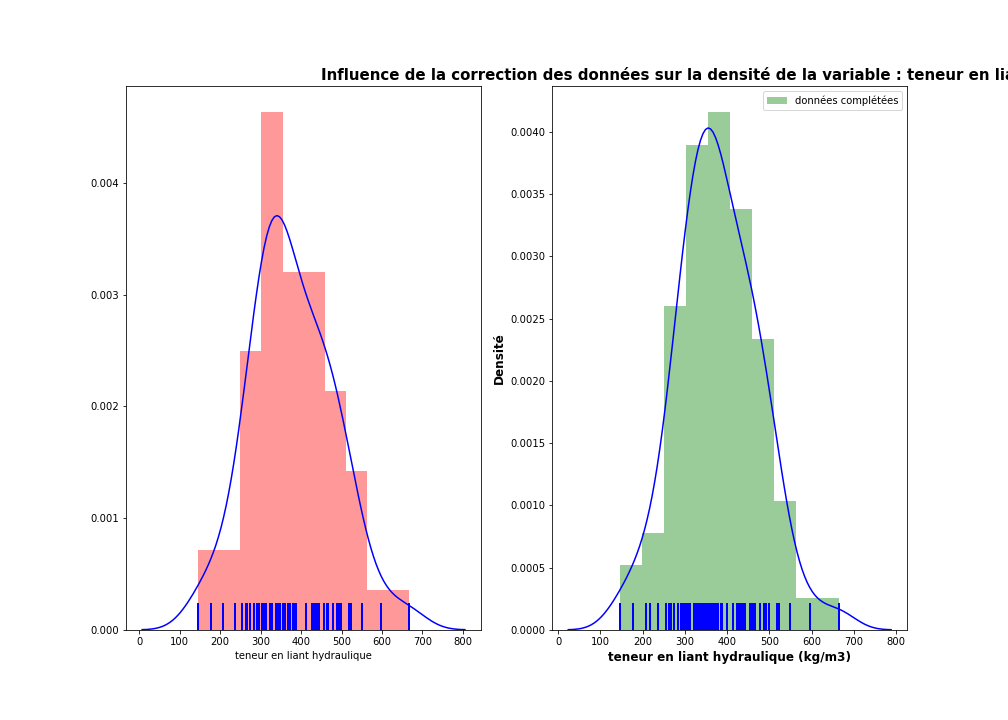 Influence de la correction des données sur la densité de la variable : teneur en lia
données complétées
0.004
0.003
0.002
0.001
0.000
0 100 200 300 400 500 600 700 800
teneur en liant hydraulique
Densité
0.0040
0.0035
0.0030
0.0025
0.0020
0.0015
0.0010
0.0005
0.0000
0 100 200 300 400 500 600 700 800
teneur en liant hydraulique (kg/m3)